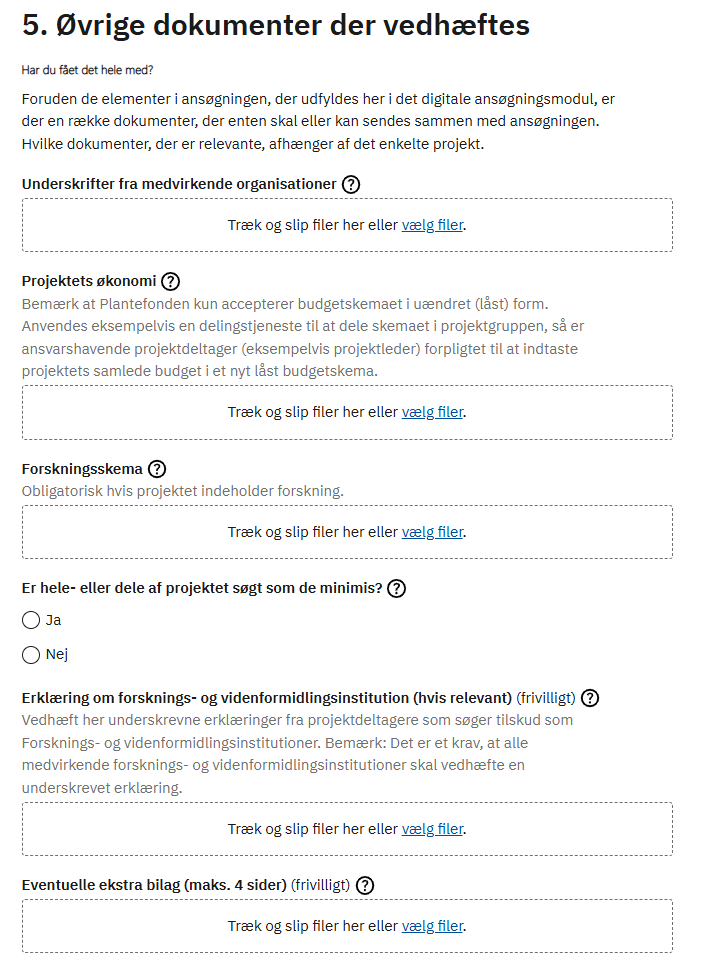 5. Øvrige dokumenter der vedhæftes
Har du fået det hele med?
Foruden de elementer i ansøgningen, der udfyldes her i det digitale ansøgningsmodul, er
der en række dokumenter, der enten skal eller kan sendes sammen med ansøgningen.
Hvilke dokumenter, der er relevante, afhænger af det enkelte projekt.
Underskrifter fra medvirkende organisationer ?
Træk og slip filer her eller vælg filer.
Projektets økonomi ?
Bemærk at Plantefonden kun accepterer budgetskemaet i uændret (låst) form.
Anvendes eksempelvis en delingstjeneste til at dele skemaet i projektgruppen, så er
ansvarshavende projektdeltager (eksempelvis projektleder) forpligtet til at indtaste
projektets samlede budget i et nyt låst budgetskema.
Træk og slip filer her eller vælg filer.
Forskningsskema ?
Obligatorisk hvis projektet indeholder forskning.
Træk og slip filer her eller vælg filer.
Er hele- eller dele af projektet søgt som de minimis? ?
Ja
Nej
Erklæring om forsknings- og videnformidlingsinstitution (hvis relevant) (frivilligt) ?
Vedhæft her underskrevne erklæringer fra projektdeltagere som søger tilskud som
Forsknings- og videnformidlingsinstitutioner. Bemærk: Det er et krav, at alle
medvirkende forsknings- og videnformidlingsinstitutioner skal vedhæfte en
underskrevet erklæring.
Træk og slip filer her eller vælg filer.
Eventuelle ekstra bilag (maks. 4 sider) (frivilligt) ?
Træk og slip filer her eller vælg filer.